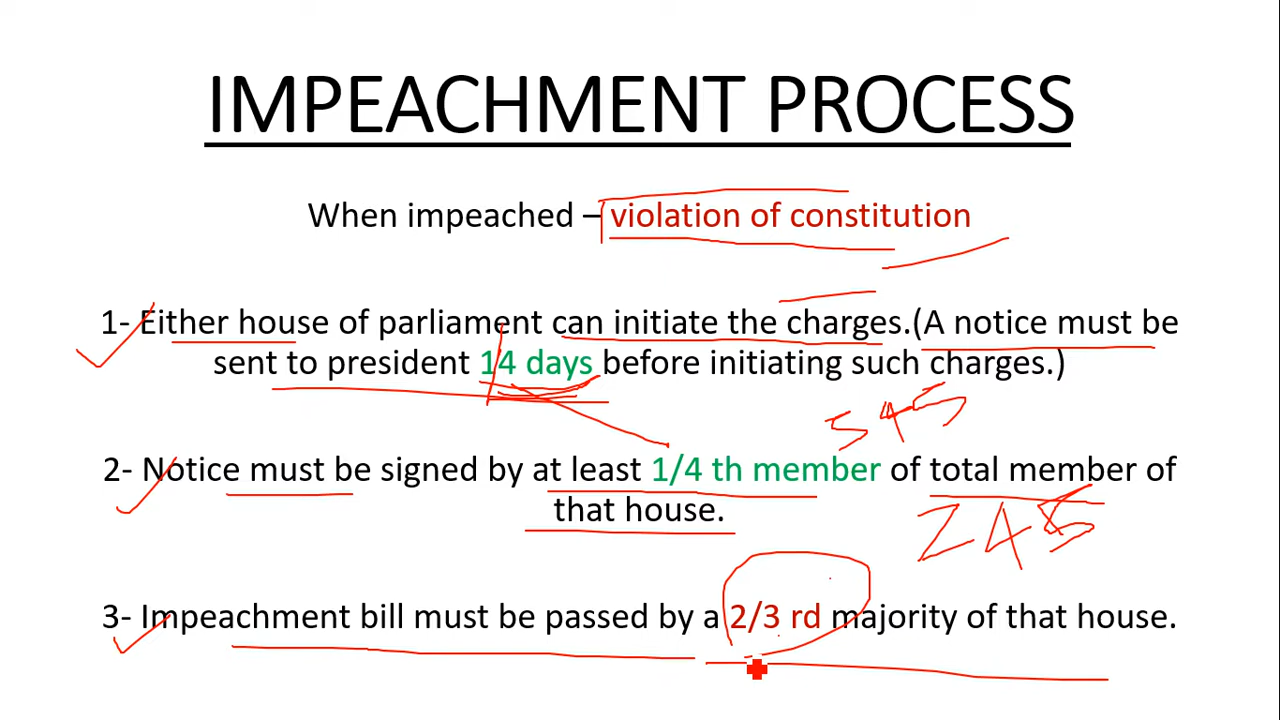 IMPEACHMENT PROCESS
When impeached – violation of constitution
1- Either house of parliament can initiate the charges.(A notice must be
sent to president 14 days before initiating such charges.)
545
2- Notice must be signed by at least 1/4 th member of total member of
that house.
245
3- Impeachment bill must be passed by a 2/3 rd majority of that house.